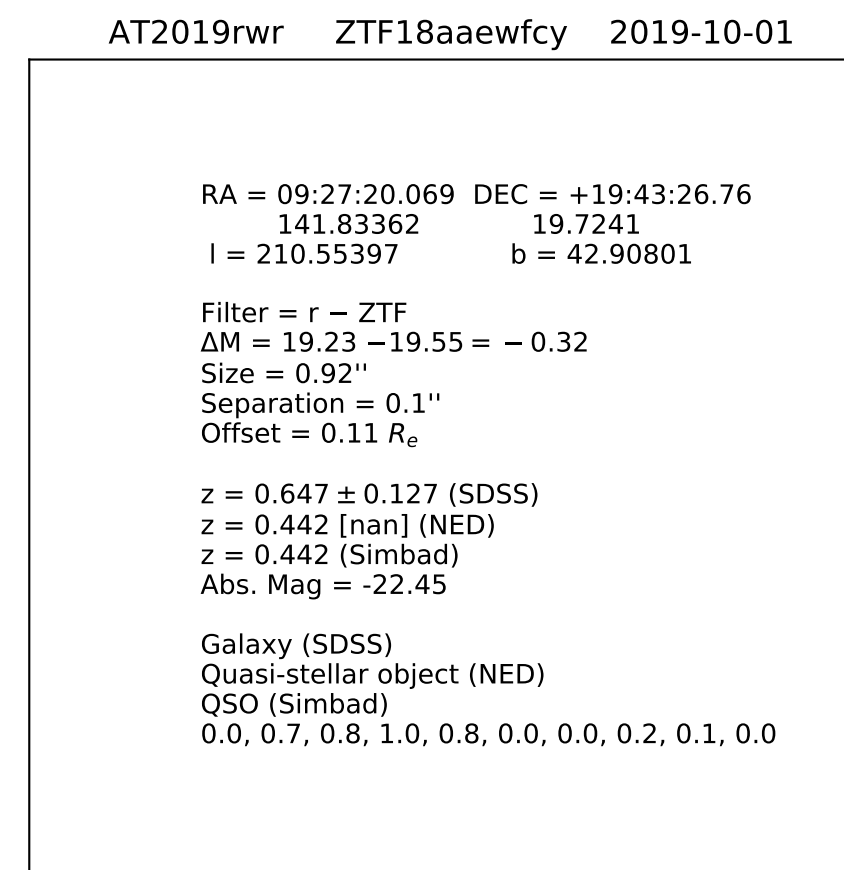 AT2019rwr ZTF18aaewfcy 2019-10-01
RA = 09:27:20.069 DEC = +19:43:26.76
141.83362 19.7241
l = 210.55397 b = 42.90801
Filter = r − ZTF
ΔM = 19.23 −19.55 = − 0.32
Size = 0.92''
Separation = 0.1''
Offset = 0.11 Re
z = 0.647 ± 0.127 (SDSS)
z = 0.442 [nan] (NED)
z = 0.442 (Simbad)
Abs. Mag = -22.45
Galaxy (SDSS)
Quasi-stellar object (NED)
QSO (Simbad)
0.0, 0.7, 0.8, 1.0, 0.8, 0.0, 0.0, 0.2, 0.1, 0.0